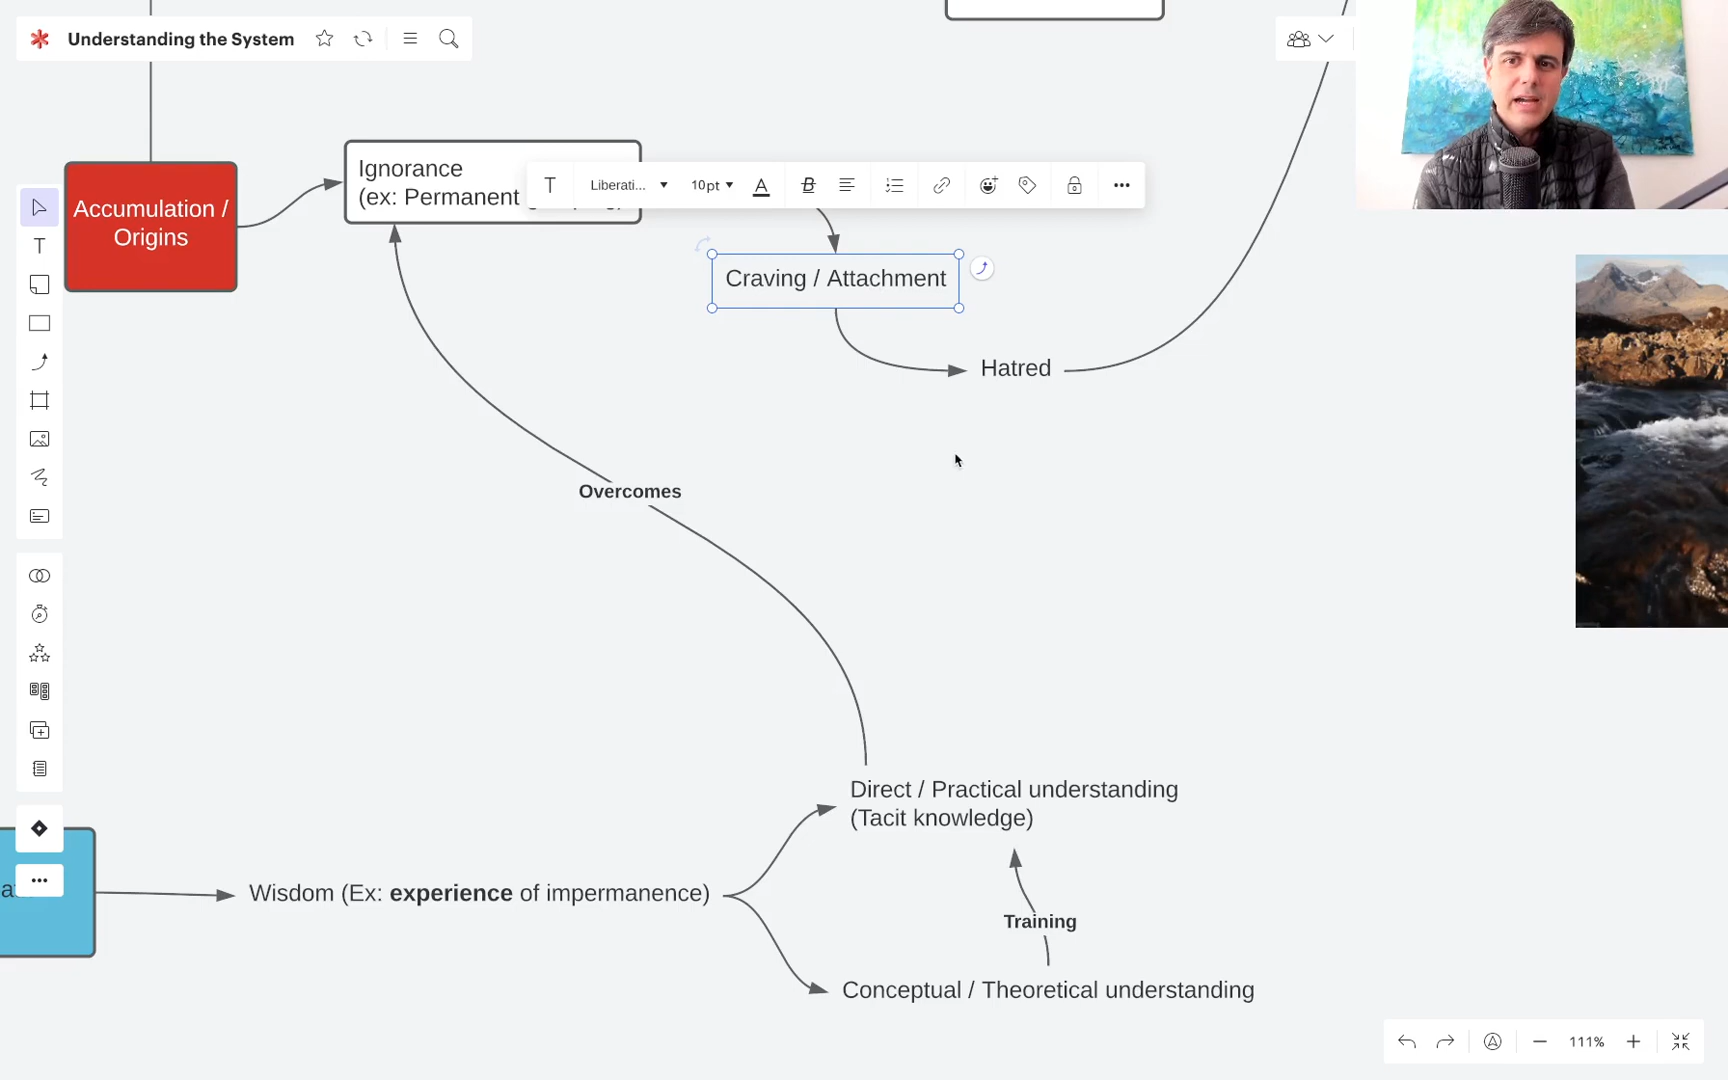 Understanding the System
Accumulation /
Origins
Ignorance
(ex: Permanent
Liberati...
10pt
Craving / Attachment
Hatred
Overcomes
Direct / Practical understanding
(Tacit knowledge)
Wisdom (Ex: experience of impermanence)
Training
Conceptual / Theoretical understanding
111%